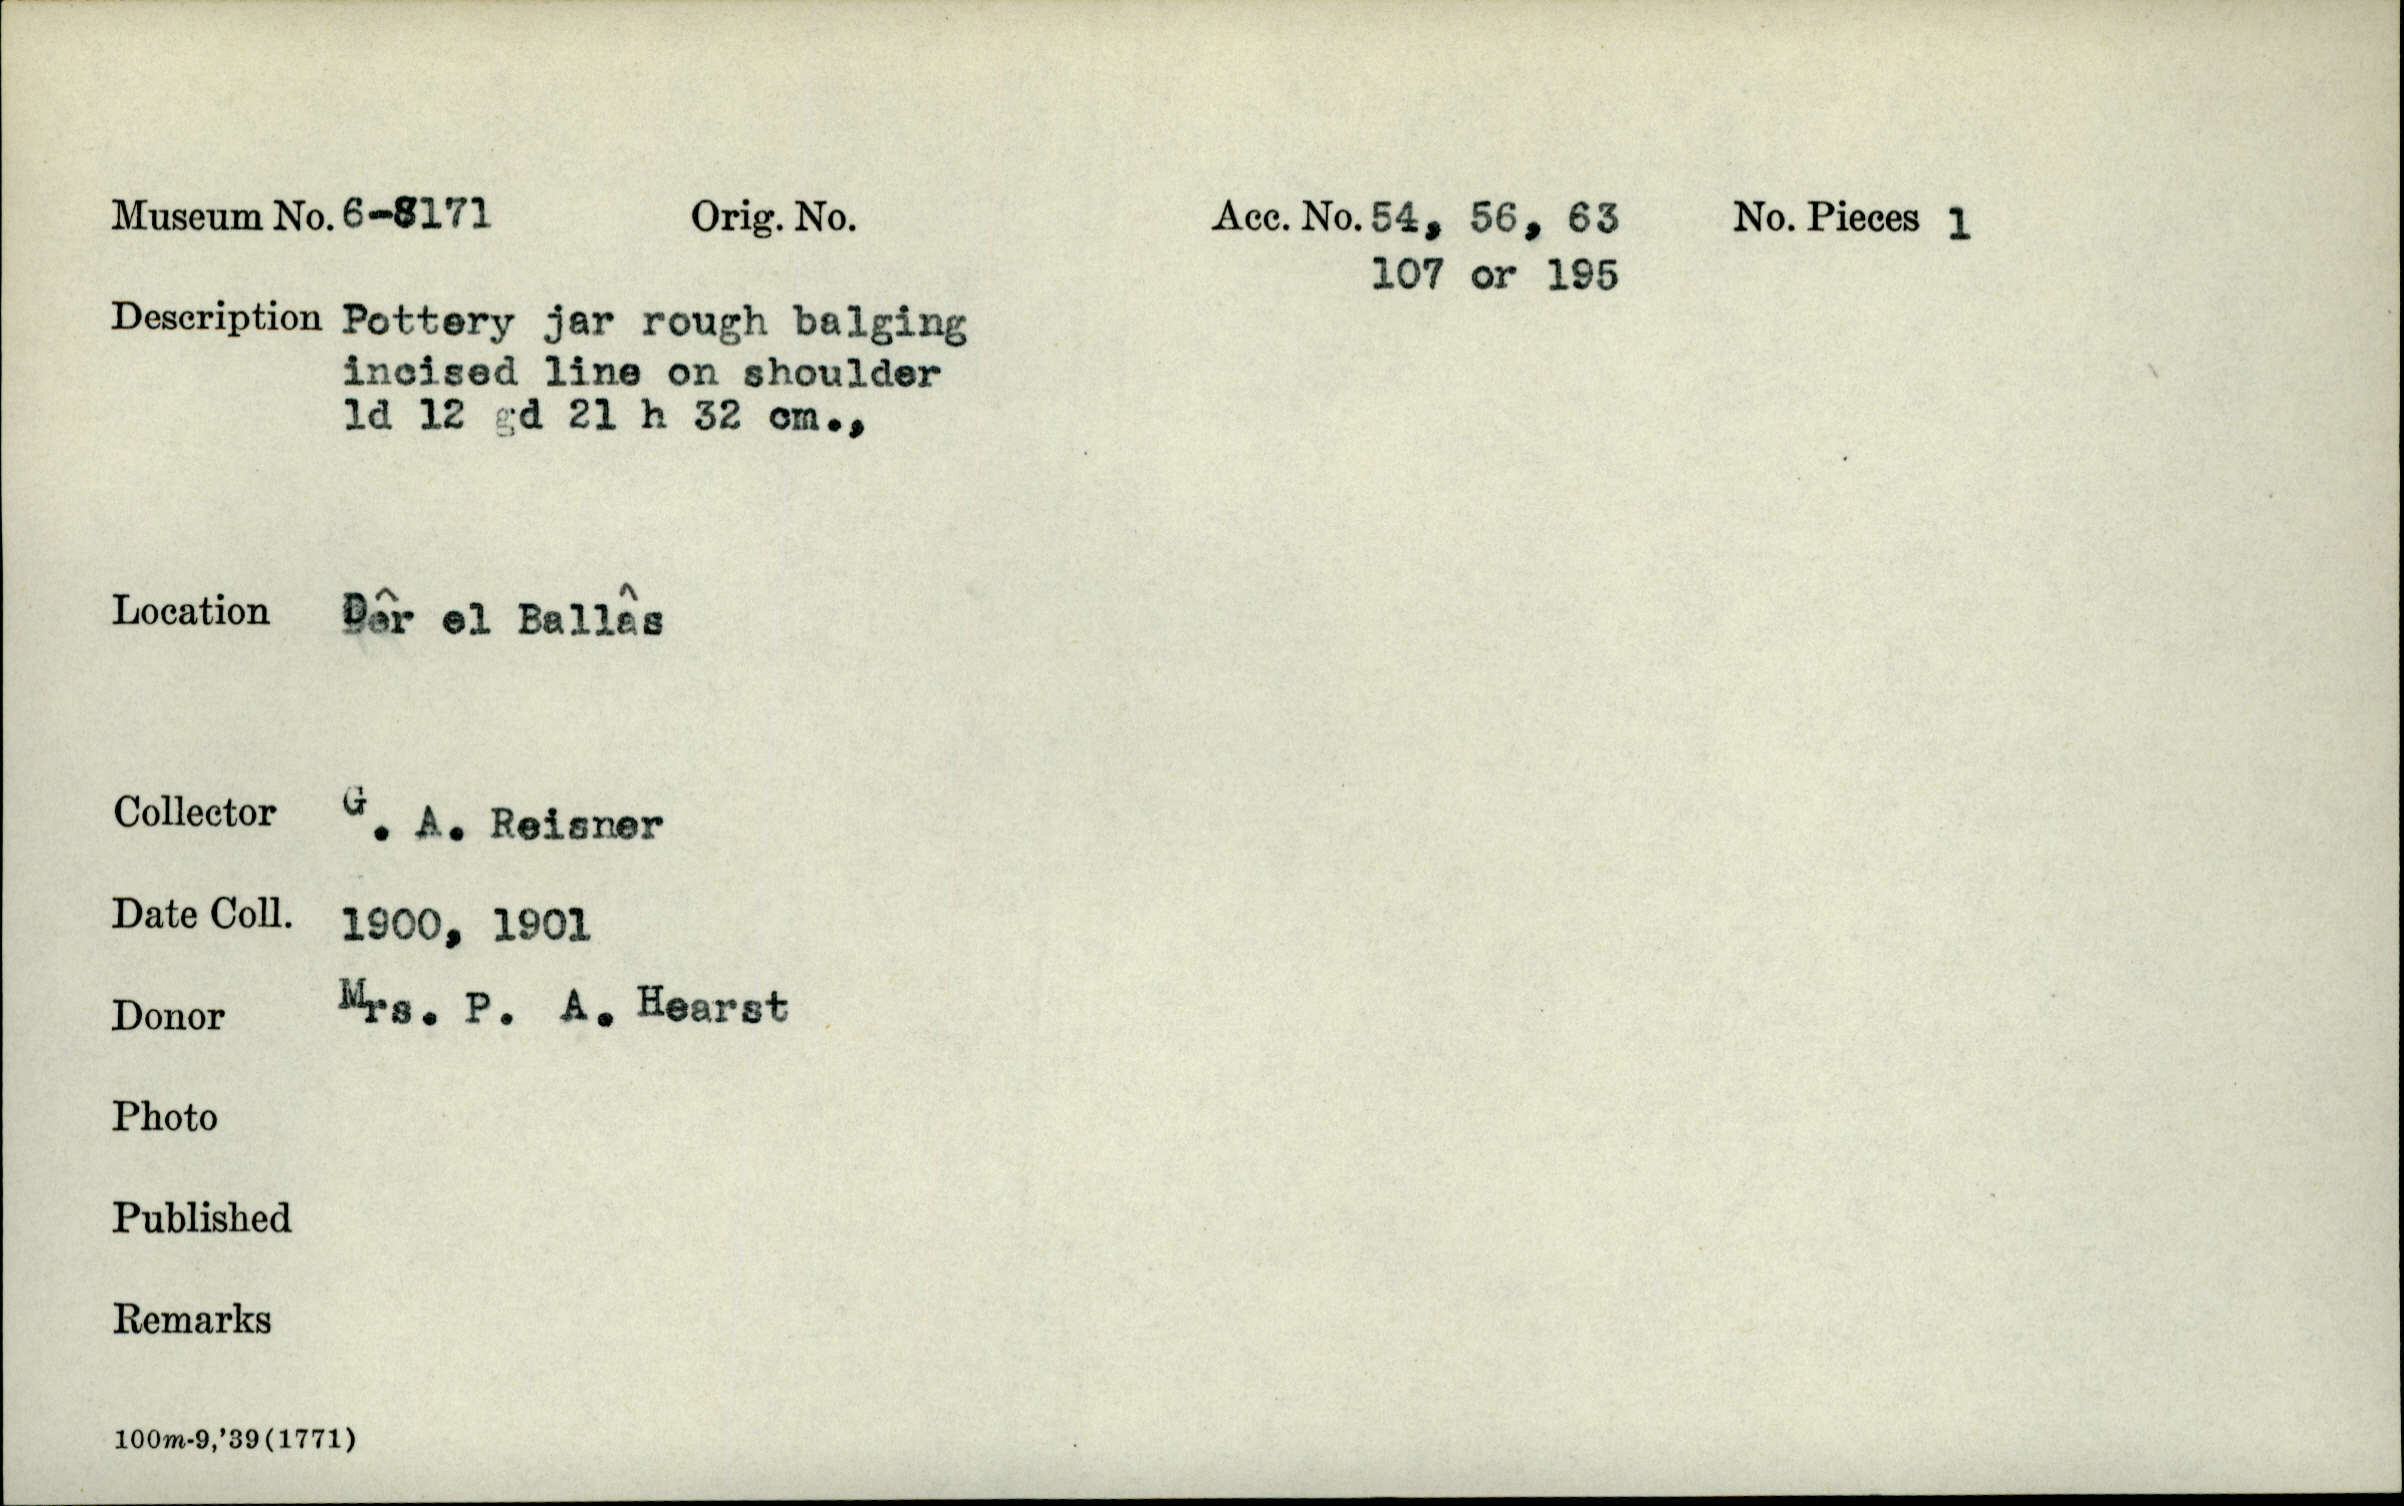 Museum No. 6-8171 Orig. No. Acc. No. 54, 56, 63 No. Pieces 1
107 or 195
Description Pottery jar rough balging
incised line on shoulder
ld 12 gd 21 h 32 cm.,
Location Dêr el Ballâs
Collector G. A. Reisner
Date Coll. 1900, 1901
Donor Mrs. P. A. Hearst
Photo
Published
Remarks
100m-9,'39(1771)